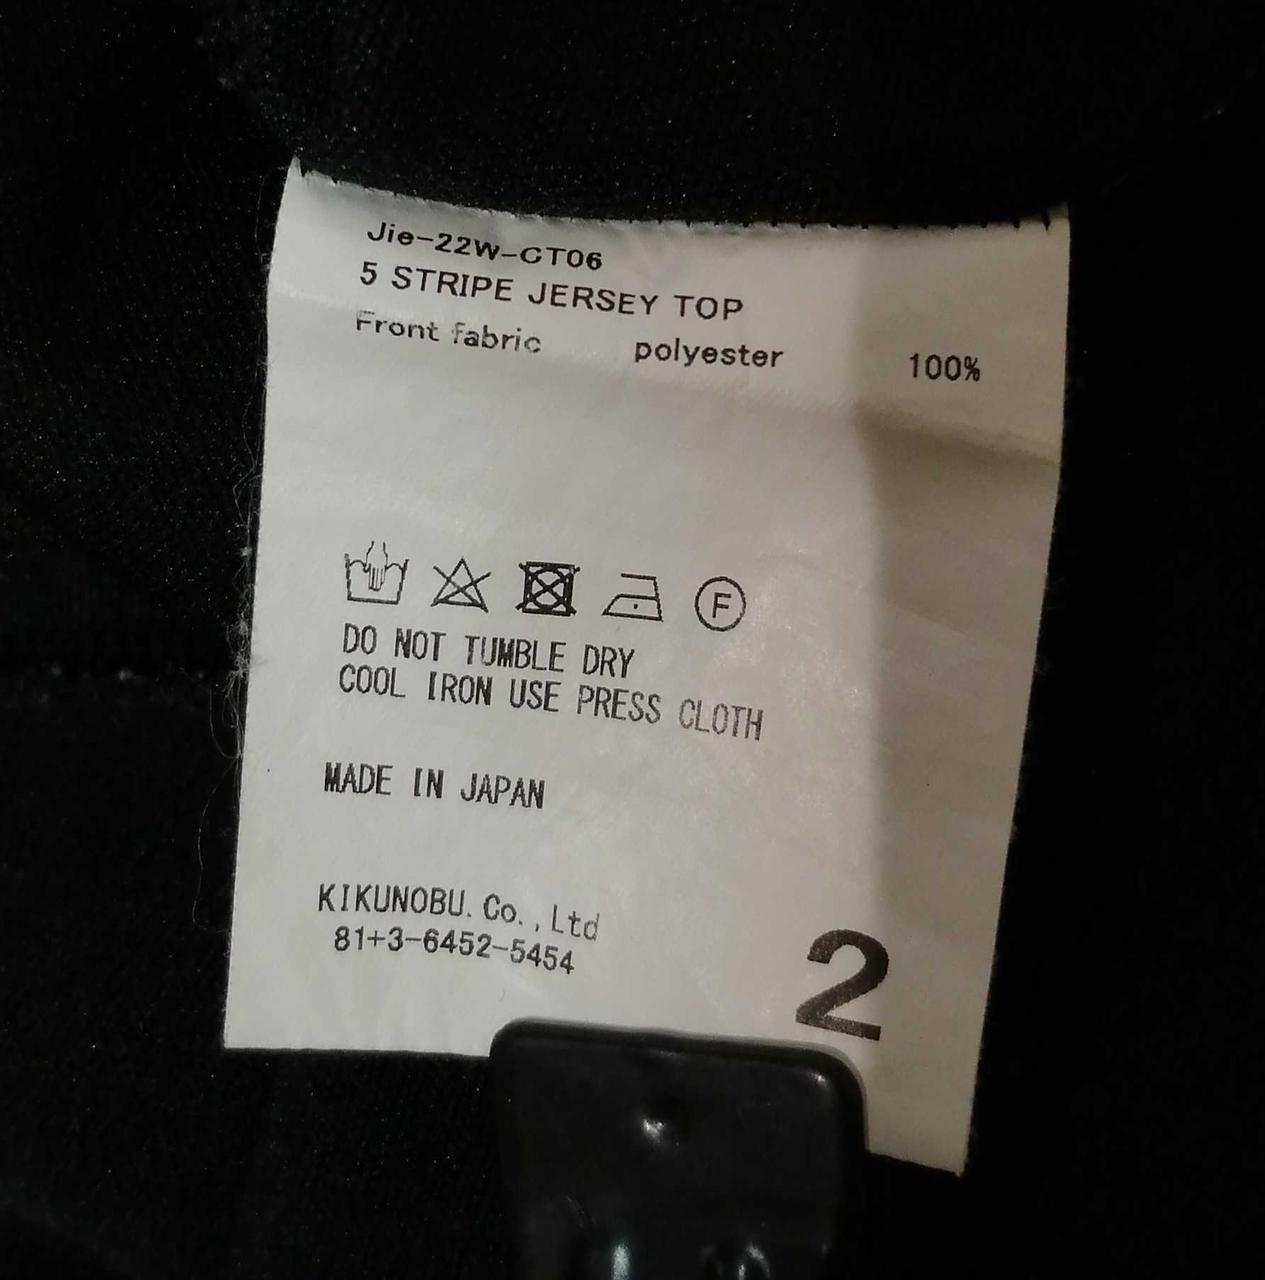 Jie-22W-CT06
5 STRIPE JERSEY TOP
Front fabric polyester 100%
F
DO NOT TUMBLE DRY
COOL IRON USE PRESS CLOTH
MADE IN JAPAN
KIKUNOBU. Co. , Ltd
81+3-6452-5454
2